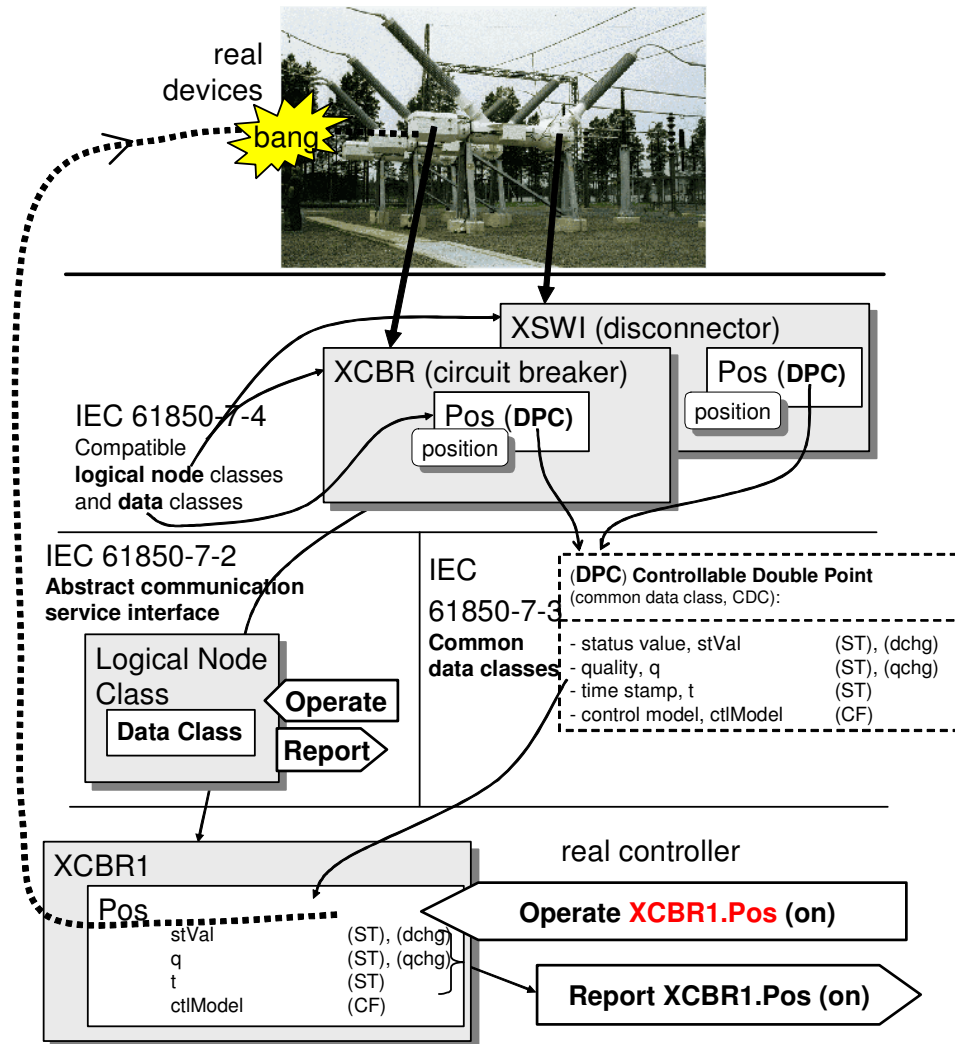 real
devices
bang
XSWI (disconnector)
Pos (DPC)
position
XCBR (circuit breaker)
Pos (DPC)
position
IEC 61850-7-4
Compatible
logical node classes
and data classes
IEC 61850-7-2
Abstract communication
service interface
Logical Node
Class
Data Class
Operate
Report
IEC
61850-7-3
Common
data classes
(DPC) Controllable Double Point
(common data class, CDC):
- status value, stVal (ST), (dchg)
- quality, q (ST), (qchg)
- time stamp, t (ST)
- control model, ctlModel (CF)
real controller
XCBR1
Pos
stVal (ST), (dchg)
q (ST), (qchg)
t (ST)
ctlModel (CF)
Operate XCBR1.Pos (on)
Report XCBR1.Pos (on)